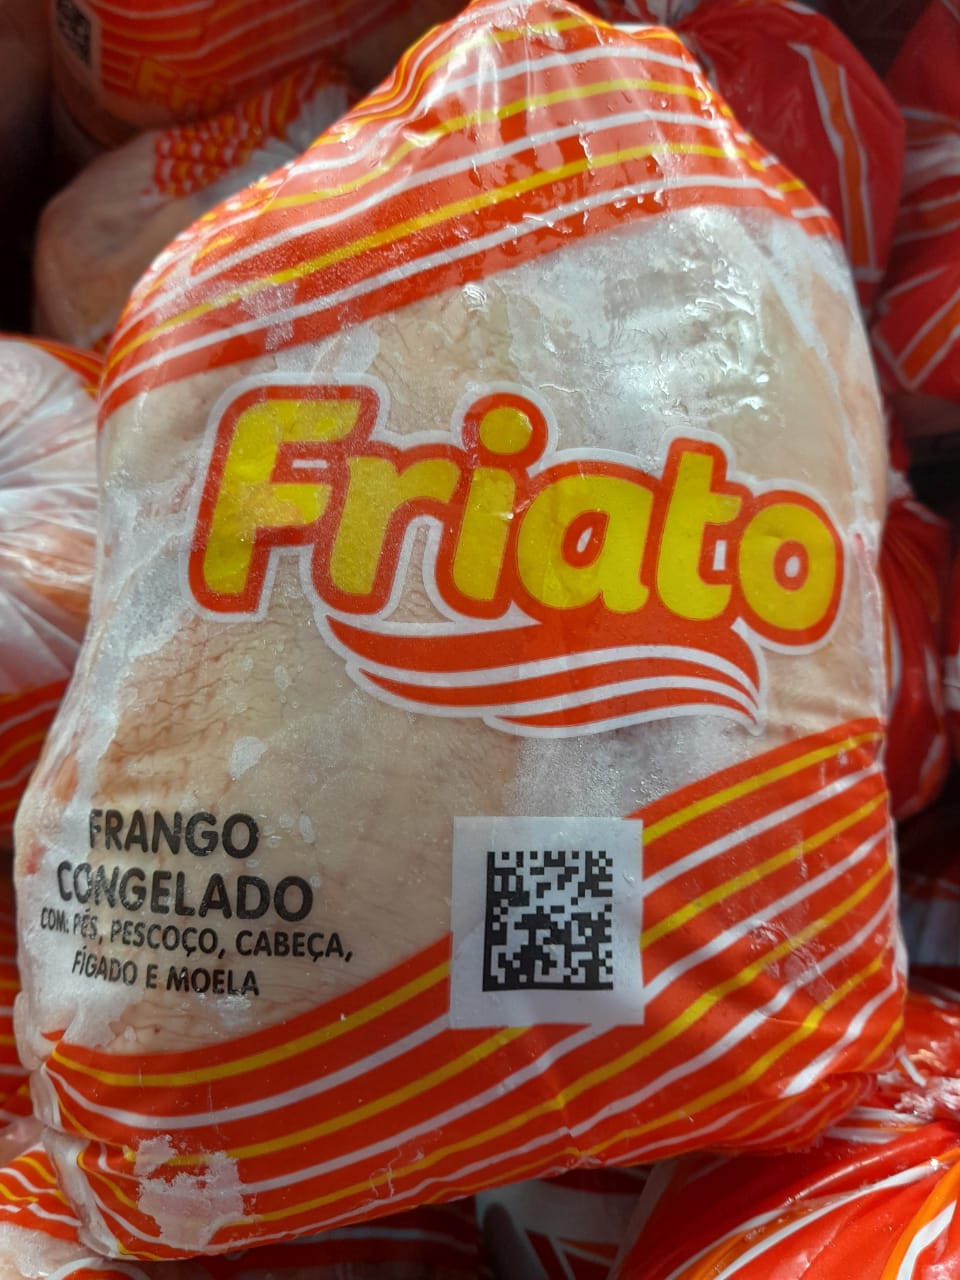 Friato
FRANGO
CONGELADO
COM: PÉS, PESCOÇO, CABEÇA,
FÍGADO E MOELA